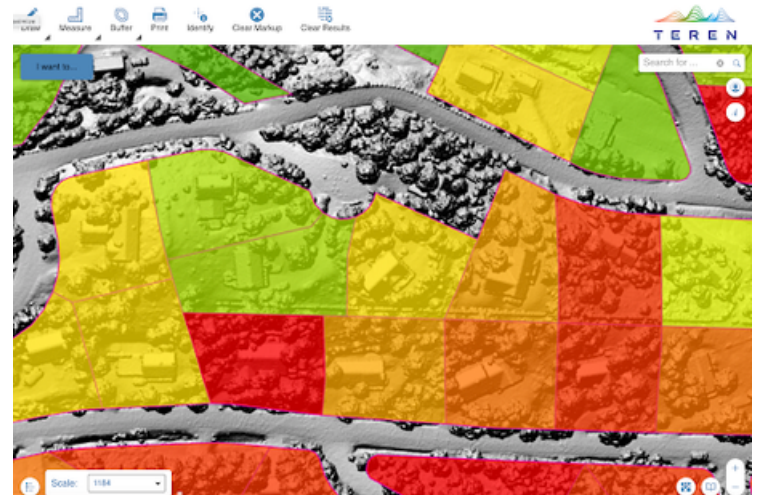 Draw
Measure
Buffer
Print
Identify
Clear Markup
Clear Results
TEREN
I want to...
Search for ...
Scale: 1184